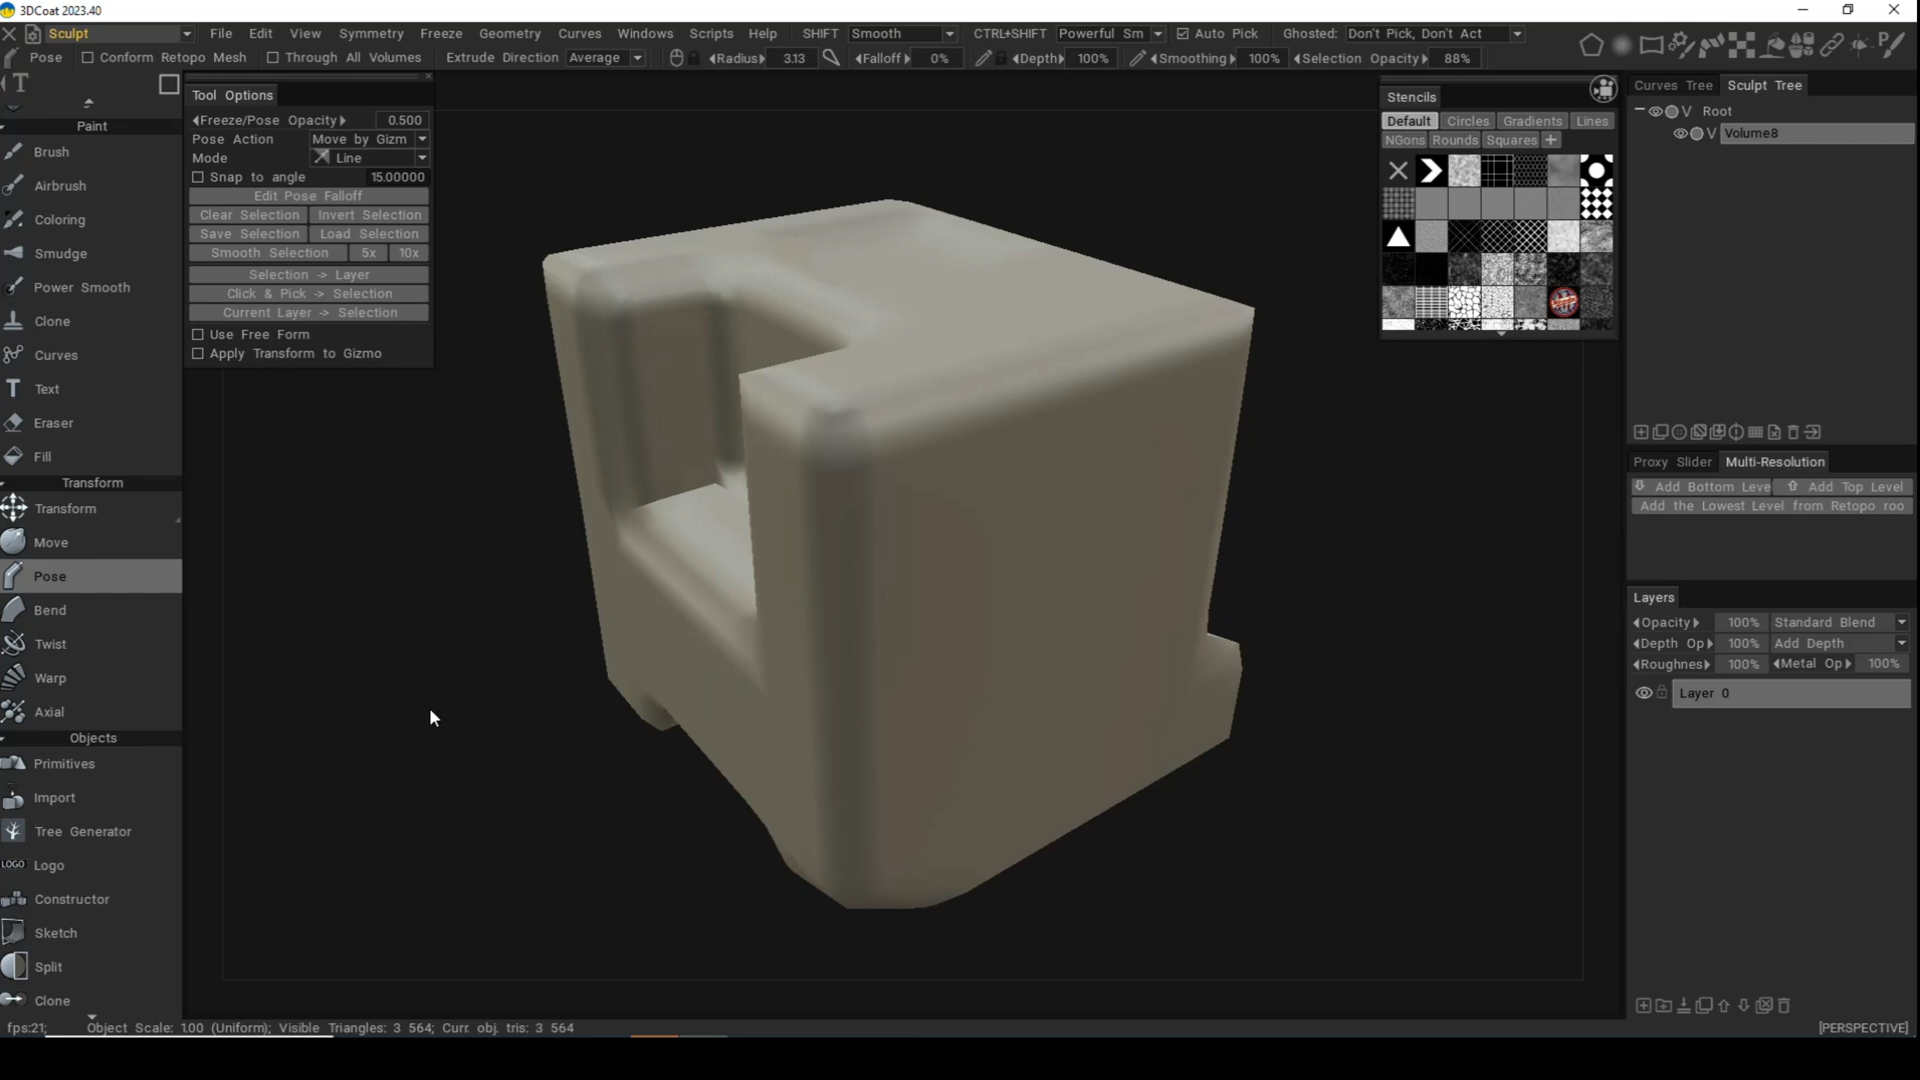 3DCoat 2023.40
Sculpt File Edit View Symmetry Freeze Geometry Curves Windows Scripts Help SHIFT Smooth CTRL+SHIFT Powerful Sm Auto Pick Ghosted: Don't Pick, Don't Act
Pose Conform Retopo Mesh Through All Volumes Extrude Direction Average Radius 3.13 Falloff 0% Depth 100% Smoothing 100% Selection Opacity 88%
T
Paint
Brush
Airbrush
Coloring
Smudge
Power Smooth
Clone
Curves
Text
Eraser
Fill
Transform
Transform
Move
Pose
Bend
Twist
Warp
Axial
Objects
Primitives
Import
Tree Generator
LOGO Logo
Constructor
Sketch
Split
Clone
Tool Options
Freeze/Pose Opacity 0.500
Pose Action Move by Gizm
Mode Line
Snap to angle 15.00000
Edit Pose Falloff
Clear Selection Invert Selection
Save Selection Load Selection
Smooth Selection 5x 10x
Selection -> Layer
Click & Pick -> Selection
Current Layer -> Selection
Use Free Form
Apply Transform to Gizmo
Stencils
Default Circles Gradients Lines
NGons Rounds Squares +
Curves Tree Sculpt Tree
Root
V Volume8
Proxy Slider Multi-Resolution
Add Bottom Leve Add Top Level
Add the Lowest Level from Retopo roo
Layers
Opacity 100% Standard Blend
Depth Op 100% Add Depth
Roughnes 100% Metal Op 100%
Layer 0
fps:21; Object Scale: 1.00 (Uniform); Visible Triangles: 3 564; Curr. obj. tris: 3 564 [PERSPECTIVE]